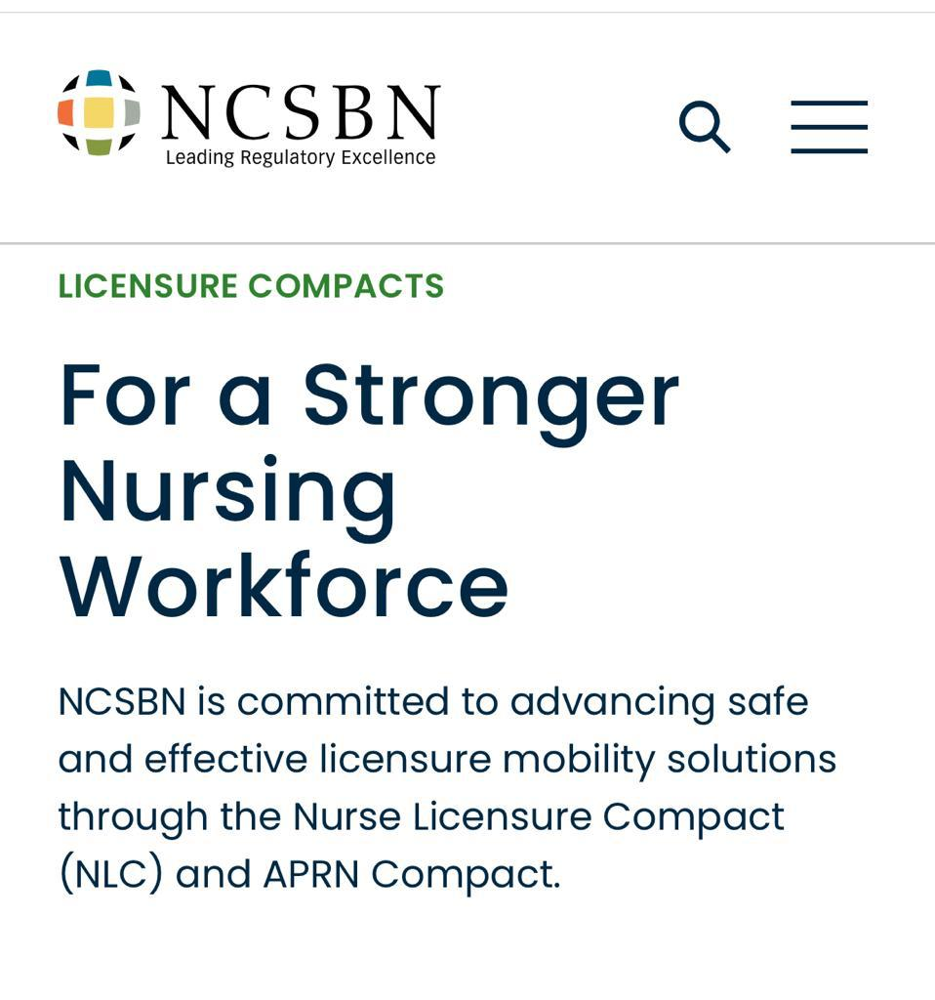 NCSBN
Leading Regulatory Excellence
LICENSURE COMPACTS
For a Stronger
Nursing
Workforce
NCSBN is committed to advancing safe
and effective licensure mobility solutions
through the Nurse Licensure Compact
(NLC) and APRN Compact.